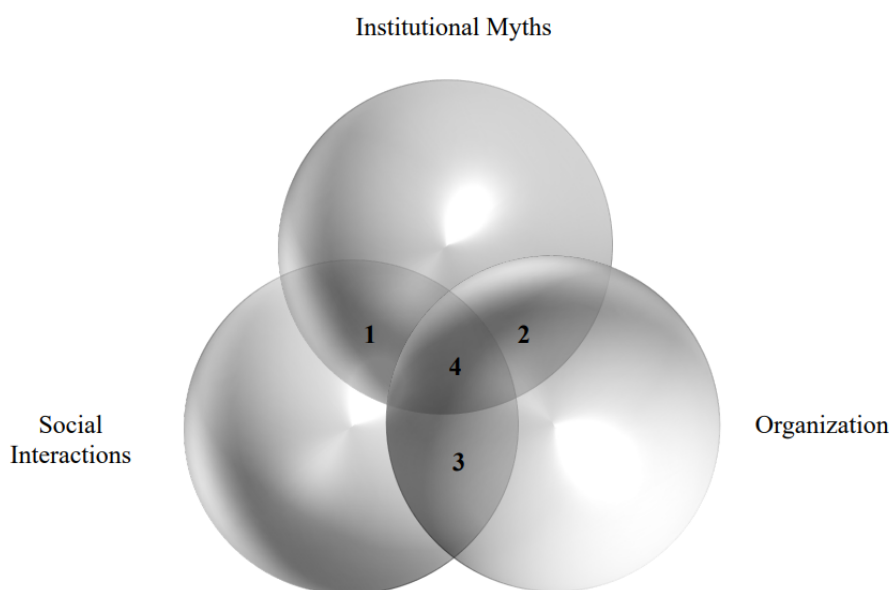 Institutional Myths
1
2
4
Social
Interactions
Organization
3